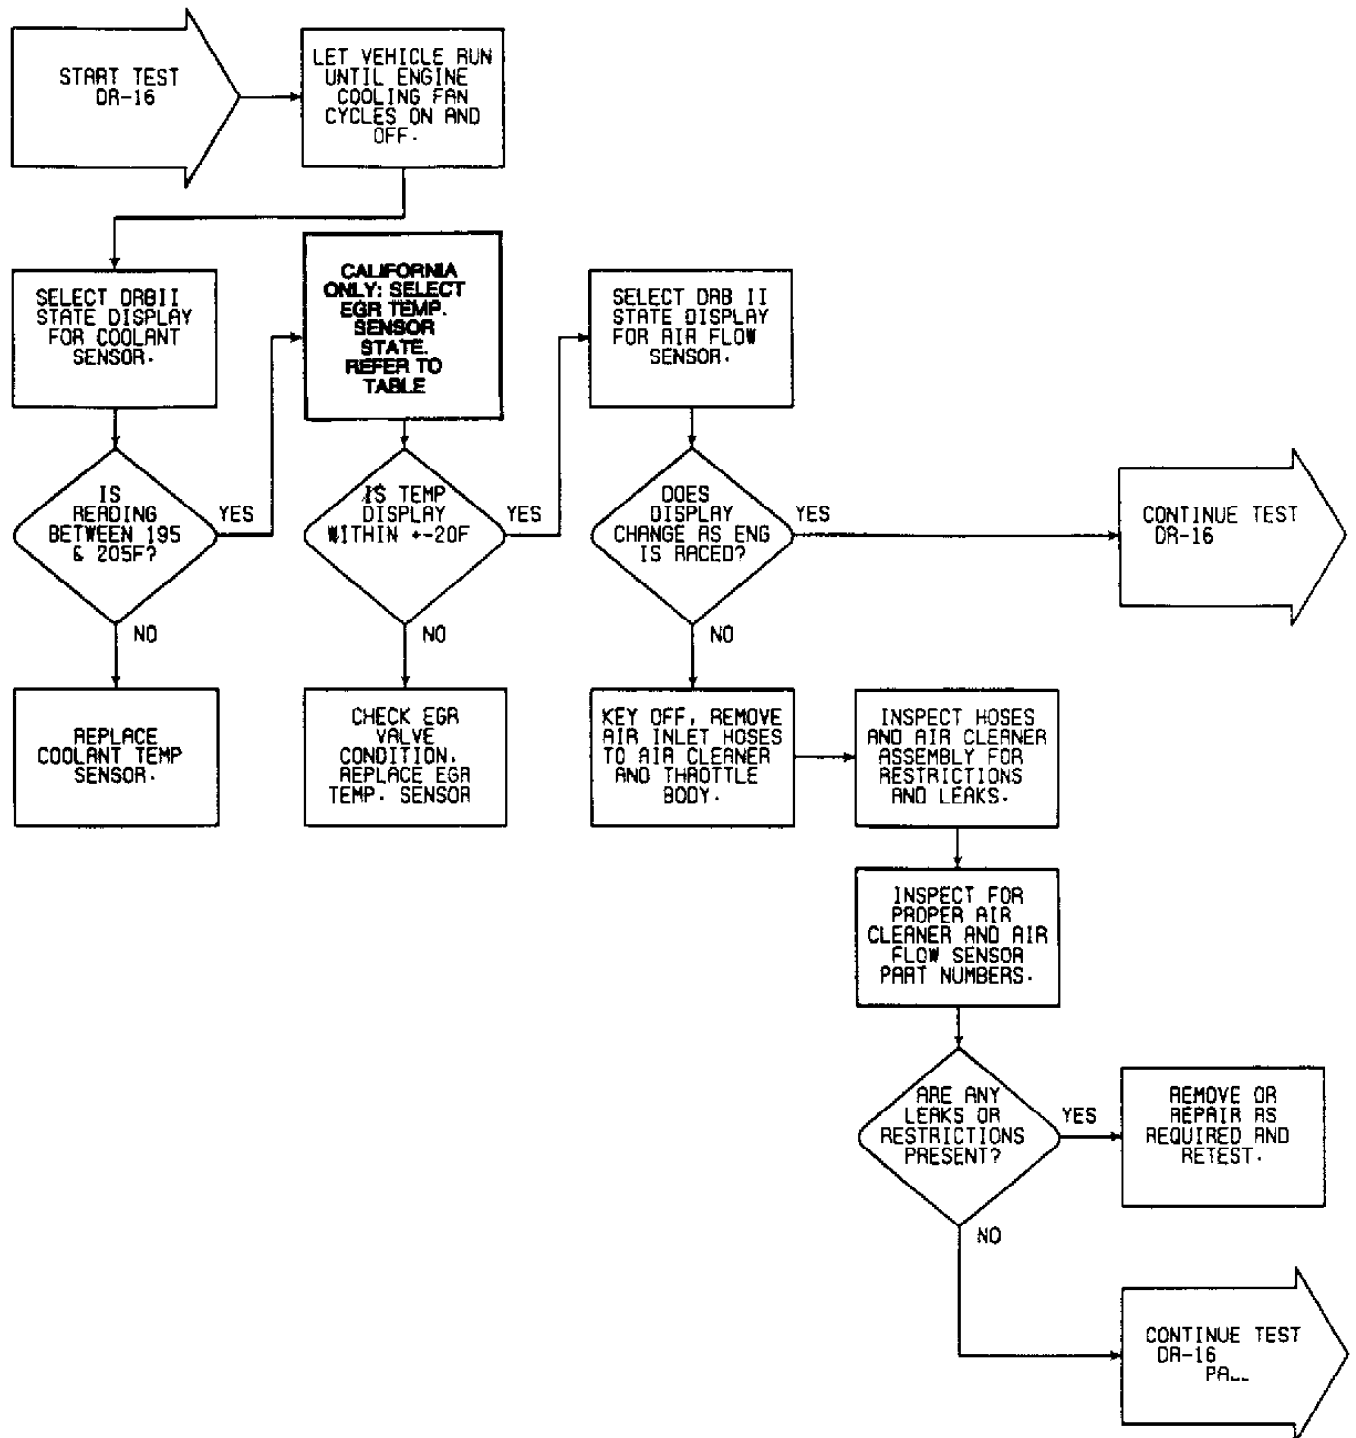 START TEST
DR-16
LET VEHICLE RUN
UNTIL ENGINE
COOLING FAN
CYCLES ON AND
OFF.
SELECT DRBII
STATE DISPLAY
FOR COOLANT
SENSOR.
CALIFORNIA
ONLY: SELECT
EGR TEMP.
SENSOR
STATE.
REFER TO
TABLE
SELECT DRB II
STATE DISPLAY
FOR AIR FLOW
SENSOR.
IS
READING
BETWEEN 195
& 205F?
YES
NO
IS TEMP
DISPLAY
WITHIN +-20F
YES
NO
DOES
DISPLAY
CHANGE AS ENG
IS RACED?
YES
NO
CONTINUE TEST
DR-16
REPLACE
COOLANT TEMP
SENSOR.
CHECK EGR
VALVE
CONDITION.
REPLACE EGR
TEMP. SENSOR
KEY OFF, REMOVE
AIR INLET HOSES
TO AIR CLEANER
AND THROTTLE
BODY.
INSPECT HOSES
AND AIR CLEANER
ASSEMBLY FOR
RESTRICTIONS
AND LEAKS.
INSPECT FOR
PROPER AIR
CLEANER AND AIR
FLOW SENSOR
PART NUMBERS.
ARE ANY
LEAKS OR
RESTRICTIONS
PRESENT?
YES
NO
REMOVE OR
REPAIR AS
REQUIRED AND
RETEST.
CONTINUE TEST
DR-16